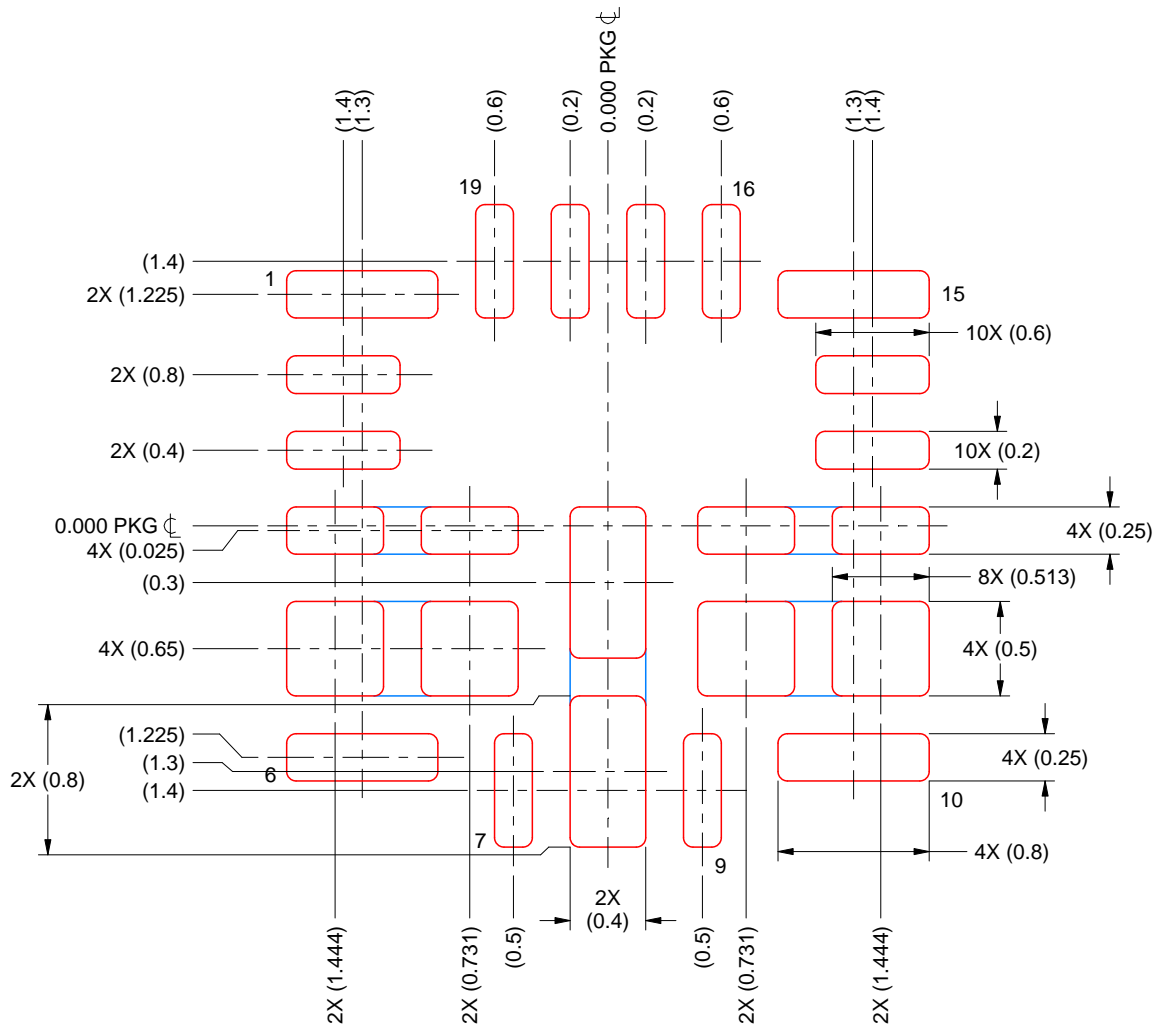 0.000 PKG ℄
(1.4)
(1.3)
(0.6)
(0.2)
(0.2)
(0.6)
(1.3)
(1.4)
19
16
(1.4)
1
2X (1.225)
15
10X (0.6)
2X (0.8)
2X (0.4)
10X (0.2)
0.000 PKG ℄
4X (0.025)
4X (0.25)
(0.3)
8X (0.513)
4X (0.65)
4X (0.5)
(1.225)
6
(1.3)
2X (0.8)
(1.4)
4X (0.25)
10
7
9
4X (0.8)
2X
(0.4)
2X (1.444)
2X (0.731)
(0.5)
(0.5)
2X (0.731)
2X (1.444)